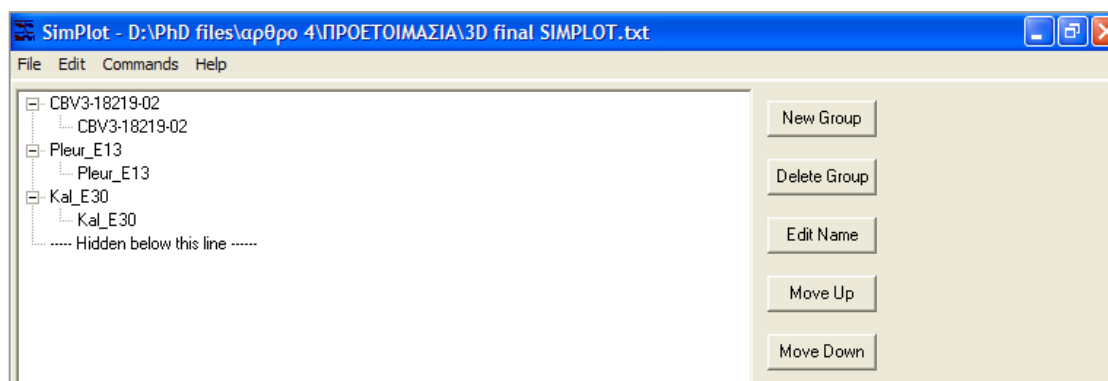 SimPlot - D:\PhD files\αρθρο 4\ΠΡΟΕΤΟΙΜΑΣΙΑ\3D final SIMPLOT.txt
File Edit Commands Help
CBV3-18219-02
CBV3-18219-02
Pleur_E13
Pleur_E13
Kal_E30
Kal_E30
----- Hidden below this line ------
New Group
Delete Group
Edit Name
Move Up
Move Down